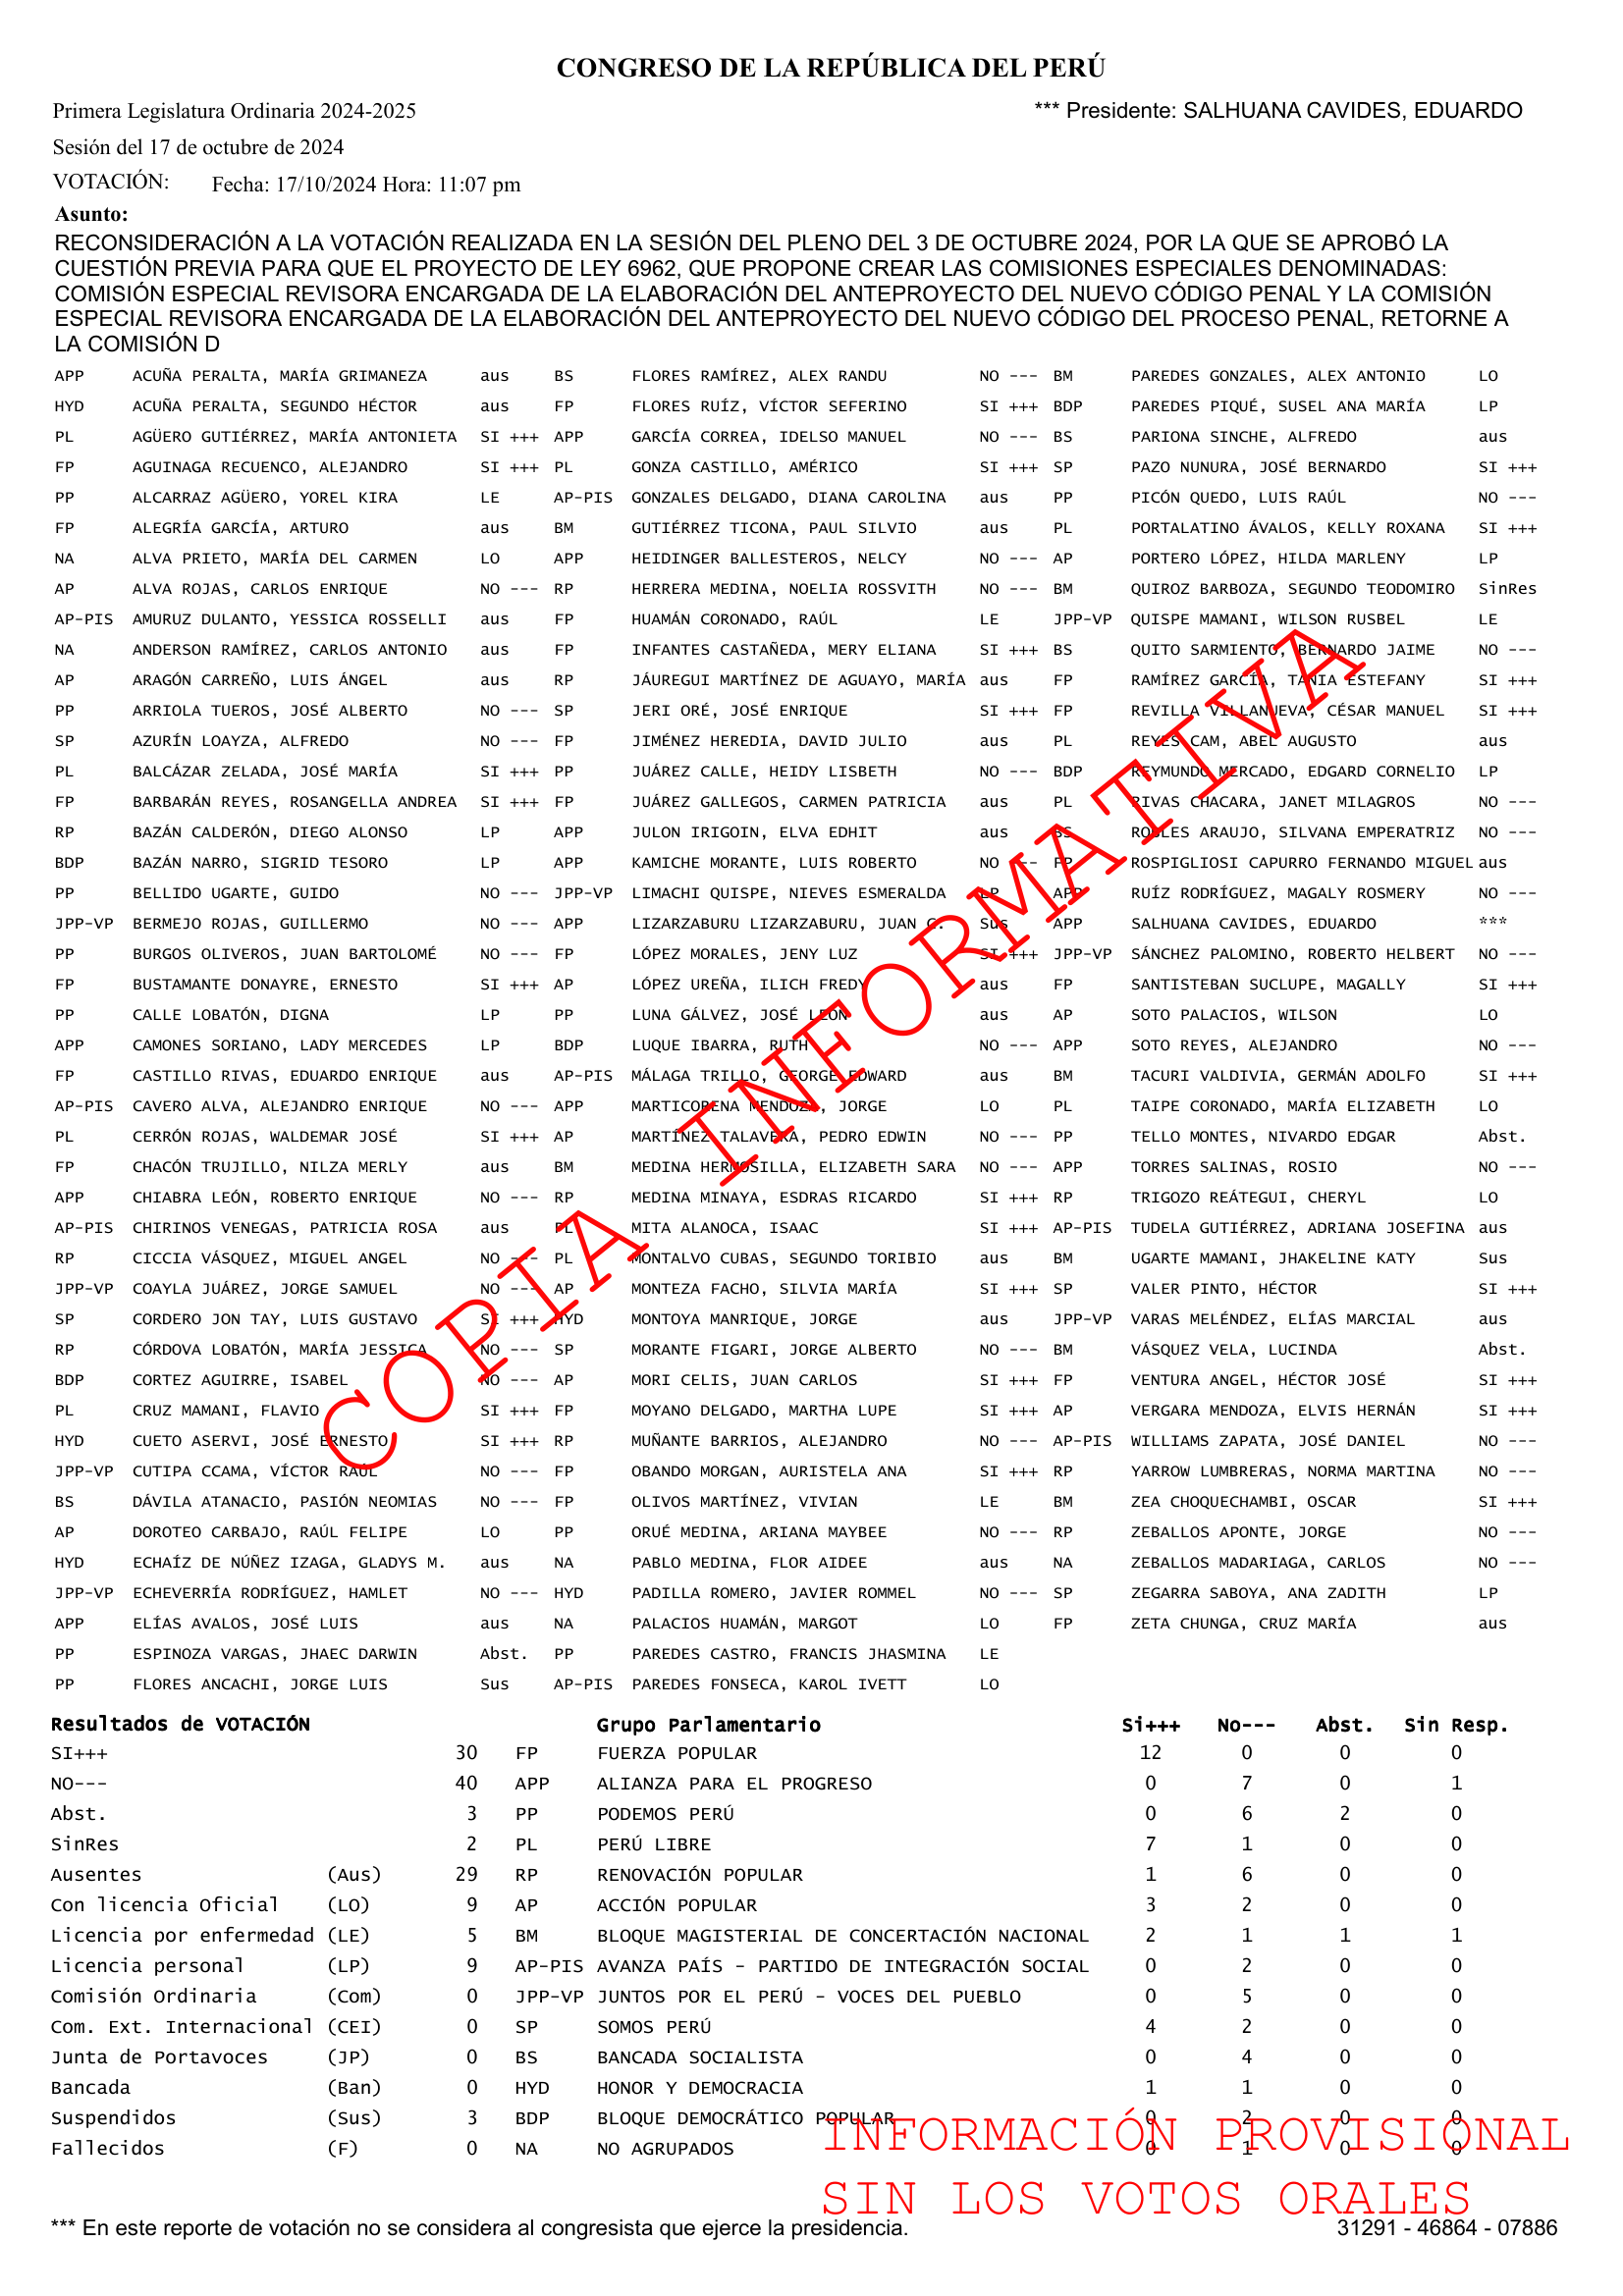 CONGRESO DE LA REPÚBLICA DEL PERÚ
Primera Legislatura Ordinaria 2024-2025 *** Presidente: SALHUANA CAVIDES, EDUARDO
Sesión del 17 de octubre de 2024
VOTACIÓN: Fecha: 17/10/2024 Hora: 11:07 pm
Asunto:
RECONSIDERACIÓN A LA VOTACIÓN REALIZADA EN LA SESIÓN DEL PLENO DEL 3 DE OCTUBRE 2024, POR LA QUE SE APROBÓ LA
CUESTIÓN PREVIA PARA QUE EL PROYECTO DE LEY 6962, QUE PROPONE CREAR LAS COMISIONES ESPECIALES DENOMINADAS:
COMISIÓN ESPECIAL REVISORA ENCARGADA DE LA ELABORACIÓN DEL ANTEPROYECTO DEL NUEVO CÓDIGO PENAL Y LA COMISIÓN
ESPECIAL REVISORA ENCARGADA DE LA ELABORACIÓN DEL ANTEPROYECTO DEL NUEVO CÓDIGO DEL PROCESO PENAL, RETORNE A
LA COMISIÓN D
APP ACUÑA PERALTA, MARÍA GRIMANEZA aus BS FLORES RAMÍREZ, ALEX RANDU NO --- BM PAREDES GONZALES, ALEX ANTONIO LO
HYD ACUÑA PERALTA, SEGUNDO HÉCTOR aus FP FLORES RUÍZ, VÍCTOR SEFERINO SI +++ BDP PAREDES PIQUÉ, SUSEL ANA MARÍA LP
PL AGÜERO GUTIÉRREZ, MARÍA ANTONIETA SI +++ APP GARCÍA CORREA, IDELSO MANUEL NO --- BS PARIONA SINCHE, ALFREDO aus
FP AGUINAGA RECUENCO, ALEJANDRO SI +++ PL GONZA CASTILLO, AMÉRICO SI +++ SP PAZO NUNURA, JOSÉ BERNARDO SI +++
PP ALCARRAZ AGÜERO, YOREL KIRA LE AP-PIS GONZALES DELGADO, DIANA CAROLINA aus PP PICÓN QUEDO, LUIS RAÚL NO ---
FP ALEGRÍA GARCÍA, ARTURO aus BM GUTIÉRREZ TICONA, PAUL SILVIO aus PL PORTALATINO ÁVALOS, KELLY ROXANA SI +++
NA ALVA PRIETO, MARÍA DEL CARMEN LO APP HEIDINGER BALLESTEROS, NELCY NO --- AP PORTERO LÓPEZ, HILDA MARLENY LP
AP ALVA ROJAS, CARLOS ENRIQUE NO --- RP HERRERA MEDINA, NOELIA ROSSVITH NO --- BM QUIROZ BARBOZA, SEGUNDO TEODOMIRO SinRes
AP-PIS AMURUZ DULANTO, YESSICA ROSSELLI aus FP HUAMÁN CORONADO, RAÚL LE JPP-VP QUISPE MAMANI, WILSON RUSBEL LE
NA ANDERSON RAMÍREZ, CARLOS ANTONIO aus FP INFANTES CASTAÑEDA, MERY ELIANA SI +++ BS QUITO SARMIENTO, BERNARDO JAIME NO ---
AP ARAGÓN CARREÑO, LUIS ÁNGEL aus RP JÁUREGUI MARTÍNEZ DE AGUAYO, MARÍA aus FP RAMÍREZ GARCÍA, TANIA ESTEFANY SI +++
PP ARRIOLA TUEROS, JOSÉ ALBERTO NO --- SP JERI ORÉ, JOSÉ ENRIQUE SI +++ FP REVILLA VILLANUEVA, CÉSAR MANUEL SI +++
SP AZURÍN LOAYZA, ALFREDO NO --- FP JIMÉNEZ HEREDIA, DAVID JULIO aus PL REYES CAM, ABEL AUGUSTO aus
PL BALCÁZAR ZELADA, JOSÉ MARÍA SI +++ PP JUÁREZ CALLE, HEIDY LISBETH NO --- BDP REYMUNDO MERCADO, EDGARD CORNELIO LP
FP BARBARÁN REYES, ROSANGELLA ANDREA SI +++ FP JUÁREZ GALLEGOS, CARMEN PATRICIA aus PL RIVAS CHACARA, JANET MILAGROS NO ---
RP BAZÁN CALDERÓN, DIEGO ALONSO LP APP JULON IRIGOIN, ELVA EDHIT aus BS ROBLES ARAUJO, SILVANA EMPERATRIZ NO ---
BDP BAZÁN NARRO, SIGRID TESORO LP APP KAMICHE MORANTE, LUIS ROBERTO NO --- FP ROSPIGLIOSI CAPURRO FERNANDO MIGUEL aus
PP BELLIDO UGARTE, GUIDO NO --- JPP-VP LIMACHI QUISPE, NIEVES ESMERALDA LP APP RUÍZ RODRÍGUEZ, MAGALY ROSMERY NO ---
JPP-VP BERMEJO ROJAS, GUILLERMO NO --- APP LIZARZABURU LIZARZABURU, JUAN C. Sus APP SALHUANA CAVIDES, EDUARDO ***
PP BURGOS OLIVEROS, JUAN BARTOLOMÉ NO --- FP LÓPEZ MORALES, JENY LUZ SI +++ JPP-VP SÁNCHEZ PALOMINO, ROBERTO HELBERT NO ---
FP BUSTAMANTE DONAYRE, ERNESTO SI +++ AP LÓPEZ UREÑA, ILICH FREDY aus FP SANTISTEBAN SUCLUPE, MAGALLY SI +++
PP CALLE LOBATÓN, DIGNA LP PP LUNA GÁLVEZ, JOSÉ LEÓN aus AP SOTO PALACIOS, WILSON LO
APP CAMONES SORIANO, LADY MERCEDES LP BDP LUQUE IBARRA, RUTH NO --- APP SOTO REYES, ALEJANDRO NO ---
FP CASTILLO RIVAS, EDUARDO ENRIQUE aus AP-PIS MÁLAGA TRILLO, GEORGE EDWARD aus BM TACURI VALDIVIA, GERMÁN ADOLFO SI +++
AP-PIS CAVERO ALVA, ALEJANDRO ENRIQUE NO --- APP MARTICORENA MENDOZA, JORGE LO PL TAIPE CORONADO, MARÍA ELIZABETH LO
PL CERRÓN ROJAS, WALDEMAR JOSÉ SI +++ AP MARTÍNEZ TALAVERA, PEDRO EDWIN NO --- PP TELLO MONTES, NIVARDO EDGAR Abst.
FP CHACÓN TRUJILLO, NILZA MERLY aus BM MEDINA HERMOSILLA, ELIZABETH SARA NO --- APP TORRES SALINAS, ROSIO NO ---
APP CHIABRA LEÓN, ROBERTO ENRIQUE NO --- RP MEDINA MINAYA, ESDRAS RICARDO SI +++ RP TRIGOZO REÁTEGUI, CHERYL LO
AP-PIS CHIRINOS VENEGAS, PATRICIA ROSA aus PL MITA ALANOCA, ISAAC SI +++ AP-PIS TUDELA GUTIÉRREZ, ADRIANA JOSEFINA aus
RP CICCIA VÁSQUEZ, MIGUEL ANGEL NO --- PL MONTALVO CUBAS, SEGUNDO TORIBIO aus BM UGARTE MAMANI, JHAKELINE KATY Sus
JPP-VP COAYLA JUÁREZ, JORGE SAMUEL NO --- AP MONTEZA FACHO, SILVIA MARÍA SI +++ SP VALER PINTO, HÉCTOR SI +++
SP CORDERO JON TAY, LUIS GUSTAVO SI +++ HYD MONTOYA MANRIQUE, JORGE aus JPP-VP VARAS MELÉNDEZ, ELÍAS MARCIAL aus
RP CÓRDOVA LOBATÓN, MARÍA JESSICA NO --- SP MORANTE FIGARI, JORGE ALBERTO NO --- BM VÁSQUEZ VELA, LUCINDA Abst.
BDP CORTEZ AGUIRRE, ISABEL NO --- AP MORI CELIS, JUAN CARLOS SI +++ FP VENTURA ANGEL, HÉCTOR JOSÉ SI +++
PL CRUZ MAMANI, FLAVIO SI +++ FP MOYANO DELGADO, MARTHA LUPE SI +++ AP VERGARA MENDOZA, ELVIS HERNÁN SI +++
HYD CUETO ASERVI, JOSÉ ERNESTO SI +++ RP MUÑANTE BARRIOS, ALEJANDRO NO --- AP-PIS WILLIAMS ZAPATA, JOSÉ DANIEL NO ---
JPP-VP CUTIPA CCAMA, VÍCTOR RAÚL NO --- FP OBANDO MORGAN, AURISTELA ANA SI +++ RP YARROW LUMBRERAS, NORMA MARTINA NO ---
BS DÁVILA ATANACIO, PASIÓN NEOMIAS NO --- FP OLIVOS MARTÍNEZ, VIVIAN LE BM ZEA CHOQUECHAMBI, OSCAR SI +++
AP DOROTEO CARBAJO, RAÚL FELIPE LO PP ORUÉ MEDINA, ARIANA MAYBEE NO --- RP ZEBALLOS APONTE, JORGE NO ---
HYD ECHAÍZ DE NÚÑEZ IZAGA, GLADYS M. aus NA PABLO MEDINA, FLOR AIDEE aus NA ZEBALLOS MADARIAGA, CARLOS NO ---
JPP-VP ECHEVERRÍA RODRÍGUEZ, HAMLET NO --- HYD PADILLA ROMERO, JAVIER ROMMEL NO --- SP ZEGARRA SABOYA, ANA ZADITH LP
APP ELÍAS AVALOS, JOSÉ LUIS aus NA PALACIOS HUAMÁN, MARGOT LO FP ZETA CHUNGA, CRUZ MARÍA aus
PP ESPINOZA VARGAS, JHAEC DARWIN Abst. PP PAREDES CASTRO, FRANCIS JHASMINA LE
PP FLORES ANCACHI, JORGE LUIS Sus AP-PIS PAREDES FONSECA, KAROL IVETT LO
COPIA INFORMATIVA
Resultados de VOTACIÓN Grupo Parlamentario Si+++ No--- Abst. Sin Resp.
SI+++ 30 FP FUERZA POPULAR 12 0 0 0
NO--- 40 APP ALIANZA PARA EL PROGRESO 0 7 0 1
Abst. 3 PP PODEMOS PERÚ 0 6 2 0
SinRes 2 PL PERÚ LIBRE 7 1 0 0
Ausentes (Aus) 29 RP RENOVACIÓN POPULAR 1 6 0 0
Con licencia Oficial (LO) 9 AP ACCIÓN POPULAR 3 2 0 0
Licencia por enfermedad (LE) 5 BM BLOQUE MAGISTERIAL DE CONCERTACIÓN NACIONAL 2 1 1 1
Licencia personal (LP) 9 AP-PIS AVANZA PAÍS - PARTIDO DE INTEGRACIÓN SOCIAL 0 2 0 0
Comisión Ordinaria (Com) 0 JPP-VP JUNTOS POR EL PERÚ - VOCES DEL PUEBLO 0 5 0 0
Com. Ext. Internacional (CEI) 0 SP SOMOS PERÚ 4 2 0 0
Junta de Portavoces (JP) 0 BS BANCADA SOCIALISTA 0 4 0 0
Bancada (Ban) 0 HYD HONOR Y DEMOCRACIA 1 1 0 0
Suspendidos (Sus) 3 BDP BLOQUE DEMOCRÁTICO POPULAR 0 2 0 0
Fallecidos (F) 0 NA NO AGRUPADOS 0 1 0 0
INFORMACIÓN PROVISIONAL
SIN LOS VOTOS ORALES
*** En este reporte de votación no se considera al congresista que ejerce la presidencia. 31291 - 46864 - 07886